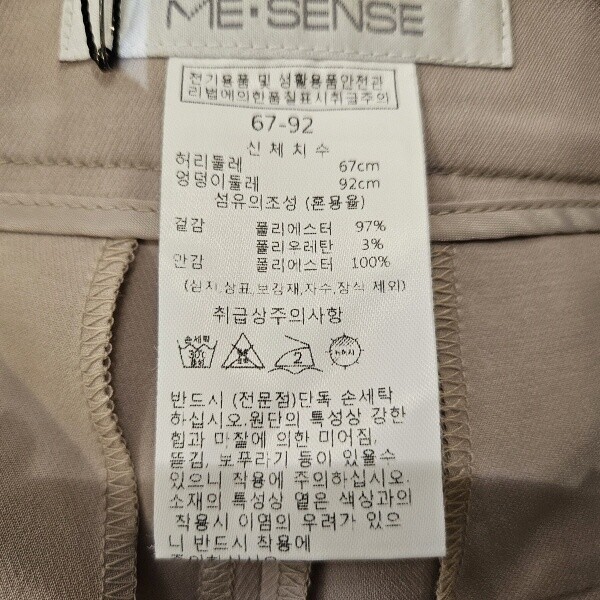 ME·SENSE
전기용품 및 생활용품안전관
리법에의한품질표시취급주의
67-92
신체치수
허리둘레 67cm
엉덩이둘레 92cm
섬유의조성 (혼용율)
겉감 폴리에스터 97%
폴리우레탄 3%
안감 폴리에스터 100%
(심지,상표,보강재,자수,장식 제외)
취급상주의사항
손세탁
30℃
중성
2
드라이
반드시 (전문점)단독 손세탁
하십시오.원단의 특성상 강한
힘과 마찰에 의한 미어짐,
뜯김, 보푸라기 등이 있을수
있으니 착용에 주의하십시오.
소재의 특성상 옅은 색상과의
착용시 이염의 우려가 있으
니 반드시 착용에